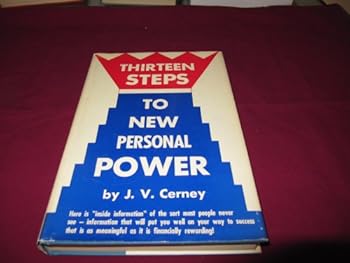 THIRTEEN
STEPS
TO
NEW
PERSONAL
POWER
by J. V. Cerney
Here is "inside information" of the sort most people never
see — information that will put you well on your way to success
that is as meaningful as it is financially rewarding!